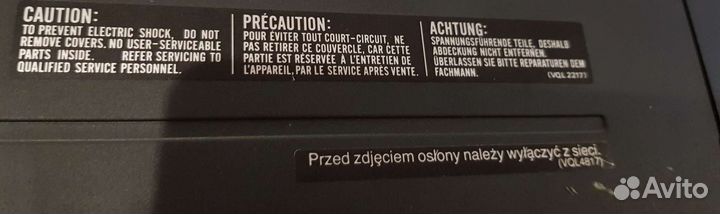 CAUTION:
TO PREVENT ELECTRIC SHOCK, DO NOT
REMOVE COVERS. NO USER-SERVICEABLE
PARTS INSIDE. REFER SERVICING TO
QUALIFIED SERVICE PERSONNEL.
PRÉCAUTION:
POUR ÉVITER TOUT COURT-CIRCUIT, NE
PAS RETIRER CE COUVERCLE, CAR CETTE
PARTIE EST RÉSERVÉE À L'ENTRETIEN DE
L'APPAREIL, PAR LE SERVICE APRÈS VENTE.
ACHTUNG:
SPANNUNGSFÜHRENDE TEILE, DESHALB
ABDECKUNG NICHT ENTFERNEN.
ÜBERLASSEN SIE BITTE REPARATUREN DEM
FACHMANN.
(VQL 2217)
Przed zdjęciem osłony należy wyłączyć z sieci.
(VQL4817)
Avito